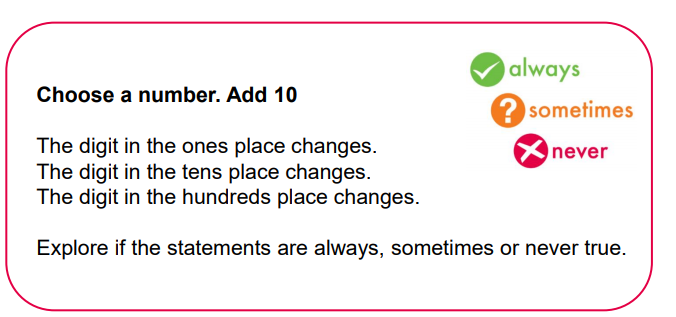 always
Choose a number. Add 10
? sometimes
never
The digit in the ones place changes.
The digit in the tens place changes.
The digit in the hundreds place changes.
Explore if the statements are always, sometimes or never true.